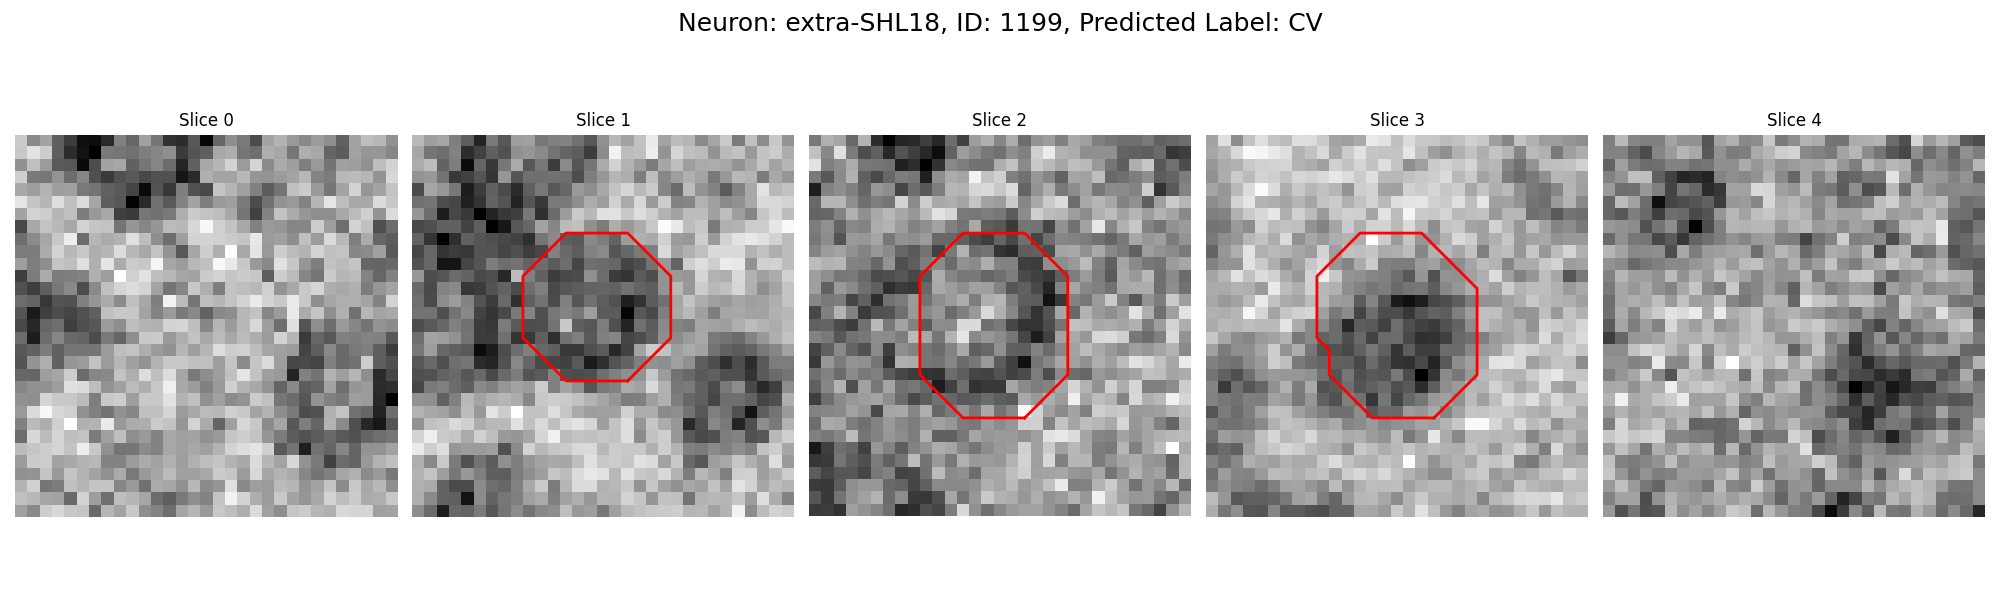 Neuron: extra-SHL18, ID: 1199, Predicted Label: CV
Slice 0
Slice 1
Slice 2
Slice 3
Slice 4